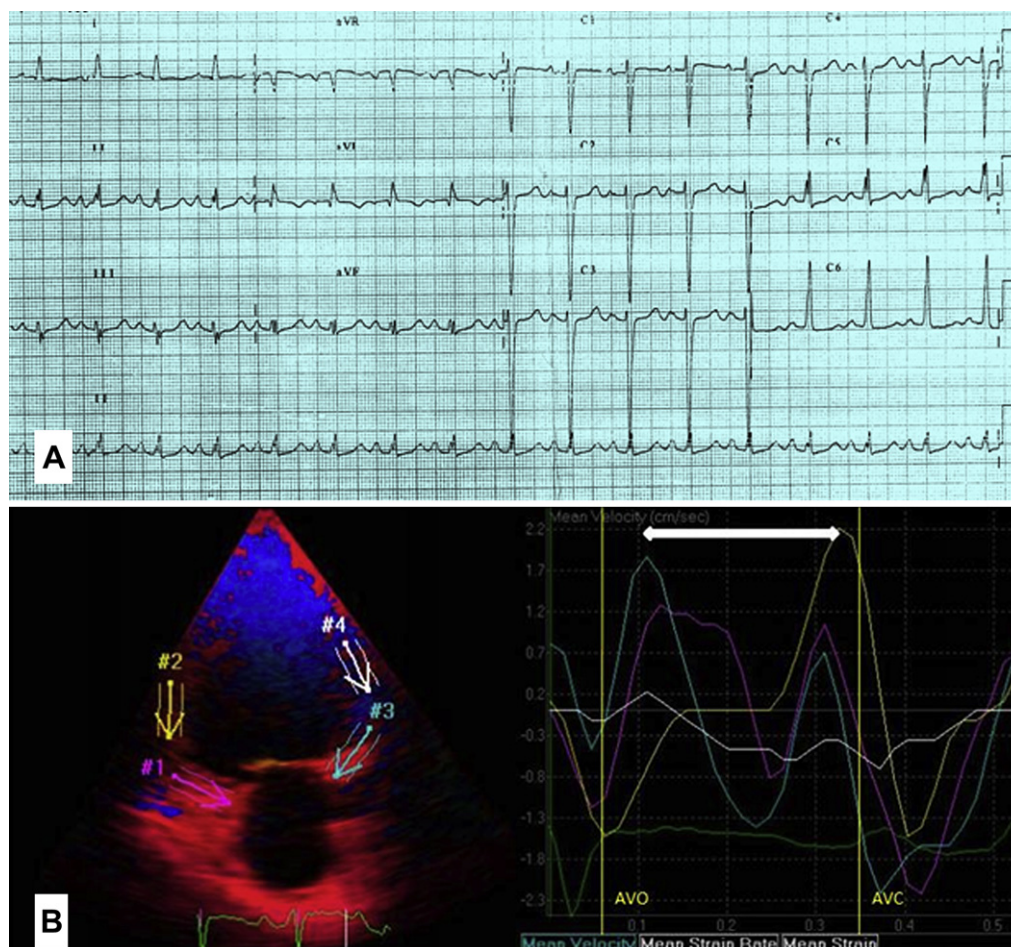 I aVR C1 C4
II aVL C2 C5
III aVF C3 C6
II
A
Mean Velocity (cm/sec)
2.2
1.7
1.2
0.7
0.2
-0.3
-0.8
-1.3
-1.8
-2.3
#4
#2
#3
#1
AVO
AVC
0.1
0.2
0.3
0.4
0.5
B
Mean Velocity Mean Strain Rate Mean Strain